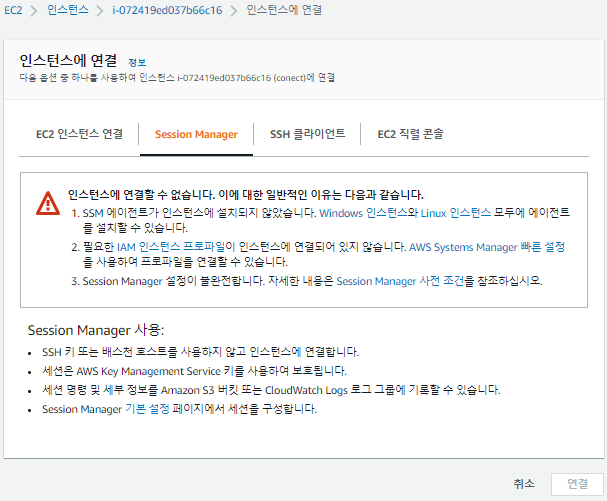 EC2 > 인스턴스 > i-072419ed037b66c16 > 인스턴스에 연결
인스턴스에 연결 정보
다음 옵션 중 하나를 사용하여 인스턴스 i-072419ed037b66c16 (conect)에 연결
EC2 인스턴스 연결 Session Manager SSH 클라이언트 EC2 직렬 콘솔
인스턴스에 연결할 수 없습니다. 이에 대한 일반적인 이유는 다음과 같습니다.
1. SSM 에이전트가 인스턴스에 설치되지 않았습니다. Windows 인스턴스와 Linux 인스턴스 모두에 에이전트
를 설치할 수 있습니다.
2. 필요한 IAM 인스턴스 프로파일이 인스턴스에 연결되어 있지 않습니다. AWS Systems Manager 빠른 설정
을 사용하여 프로파일을 연결할 수 있습니다.
3. Session Manager 설정이 불완전합니다. 자세한 내용은 Session Manager 사전 조건을 참조하십시오.
Session Manager 사용:
• SSH 키 또는 배스천 호스트를 사용하지 않고 인스턴스에 연결합니다.
• 세션은 AWS Key Management Service 키를 사용하여 보호됩니다.
• 세션 명령 및 세부 정보를 Amazon S3 버킷 또는 CloudWatch Logs 로그 그룹에 기록할 수 있습니다.
• Session Manager 기본 설정 페이지에서 세션을 구성합니다.
취소 연결